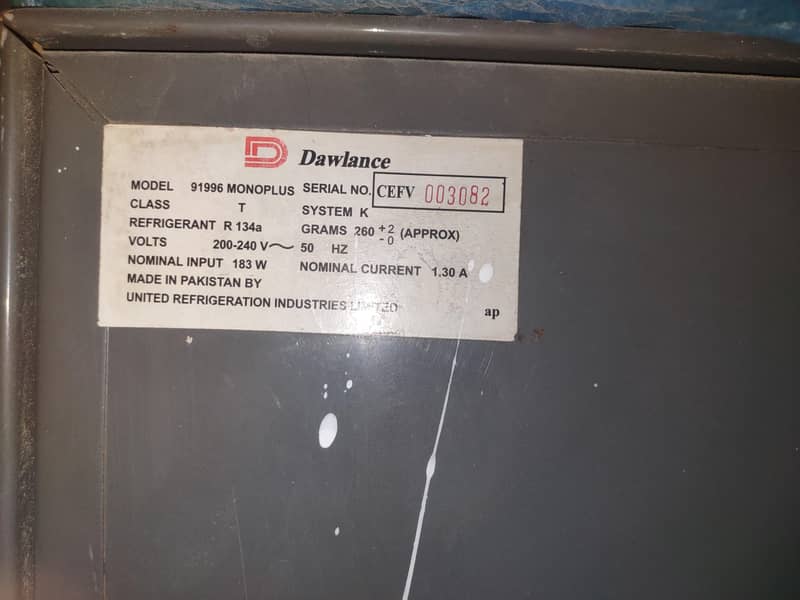 Dawlance
MODEL 91996 MONOPLUS SERIAL NO. CEFV 003082
CLASS T SYSTEM K
REFRIGERANT R 134a GRAMS 260 +2 -0 (APPROX)
VOLTS 200-240 V~ 50 HZ
NOMINAL INPUT 183 W NOMINAL CURRENT 1.30 A
MADE IN PAKISTAN BY
UNITED REFRIGERATION INDUSTRIES LIMITED
ap